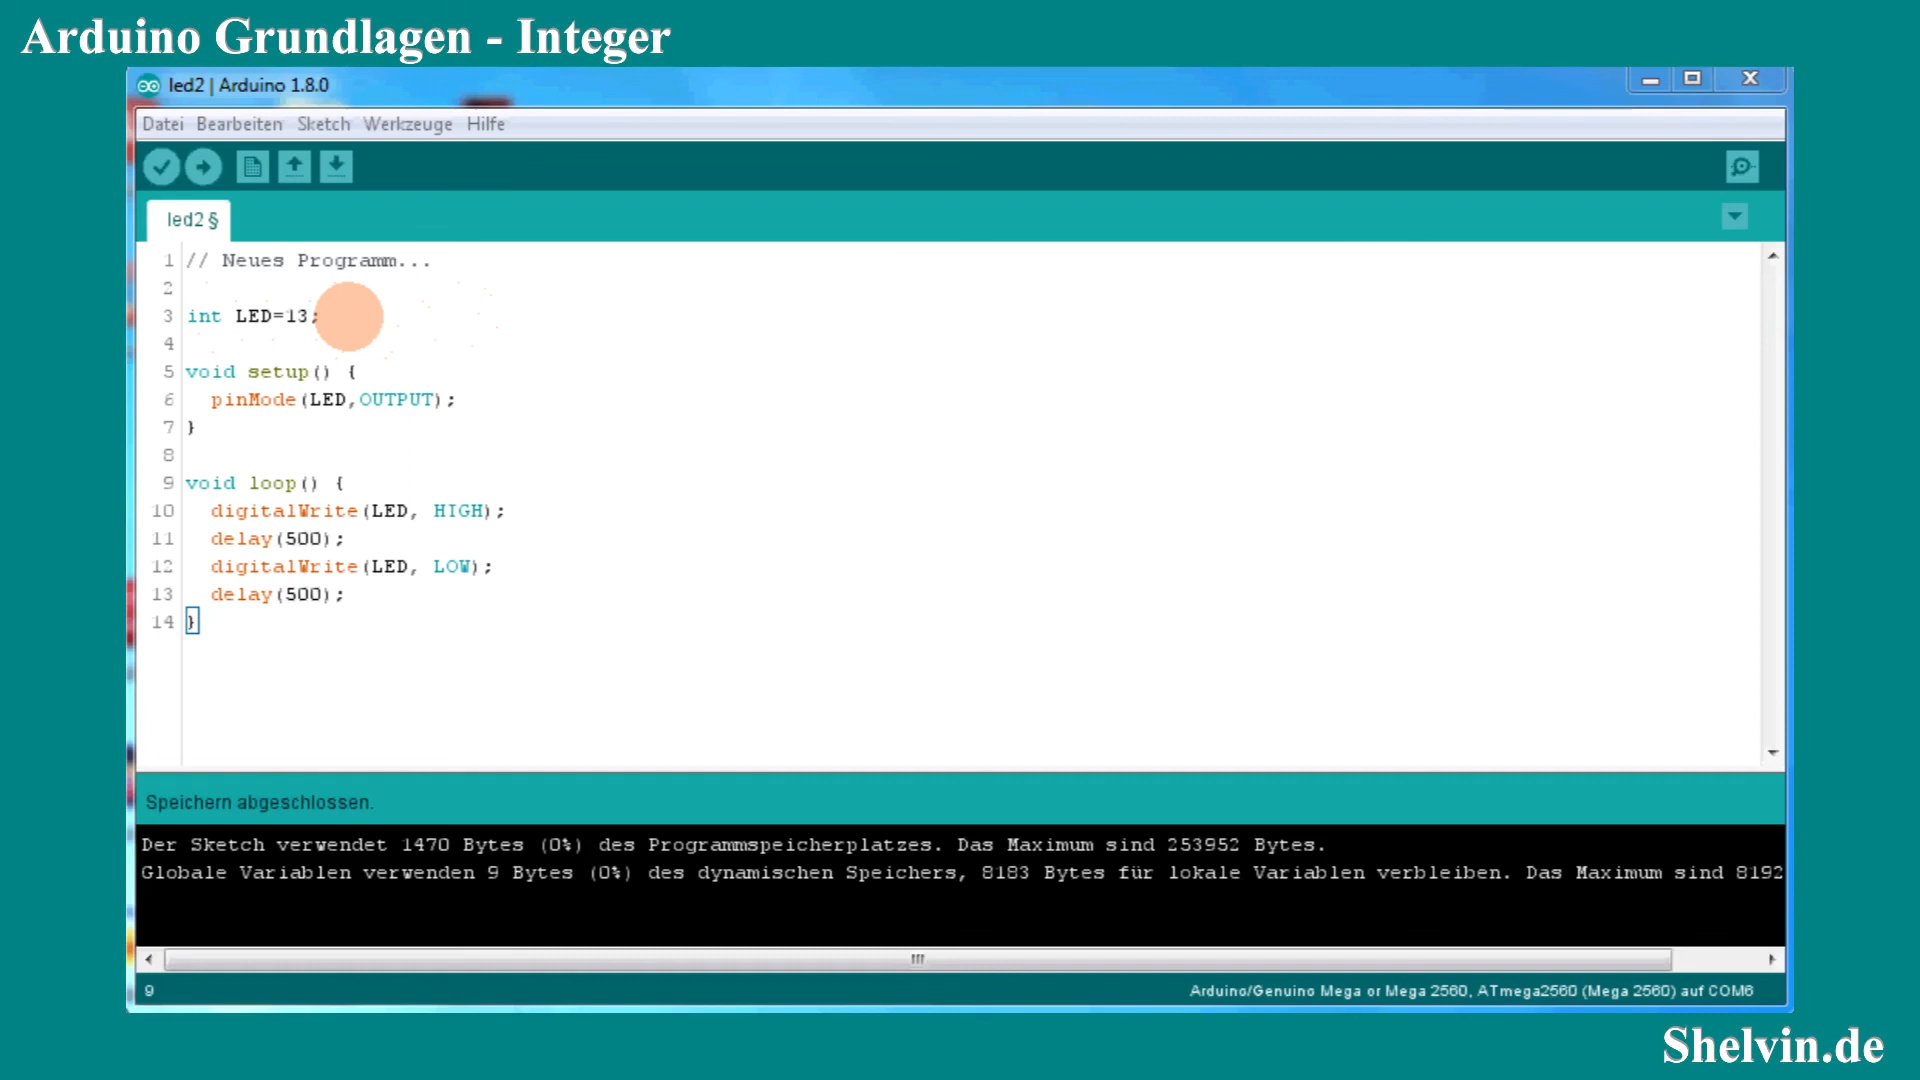 Arduino Grundlagen - Integer
led2 | Arduino 1.8.0
Datei Bearbeiten Sketch Werkzeuge Hilfe
led2 §
1 // Neues Programm...
2
3 int LED=13;
4
5 void setup() {
6 pinMode(LED,OUTPUT);
7 }
8
9 void loop() {
10 digitalWrite(LED, HIGH);
11 delay(500);
12 digitalWrite(LED, LOW);
13 delay(500);
14 }
Speichern abgeschlossen.
Der Sketch verwendet 1470 Bytes (0%) des Programmspeicherplatzes. Das Maximum sind 253952 Bytes.
Globale Variablen verwenden 9 Bytes (0%) des dynamischen Speichers, 8183 Bytes für lokale Variablen verbleiben. Das Maximum sind 8192
9 Arduino/Genuino Mega or Mega 2560, ATmega2560 (Mega 2560) auf COM6
Shelvin.de